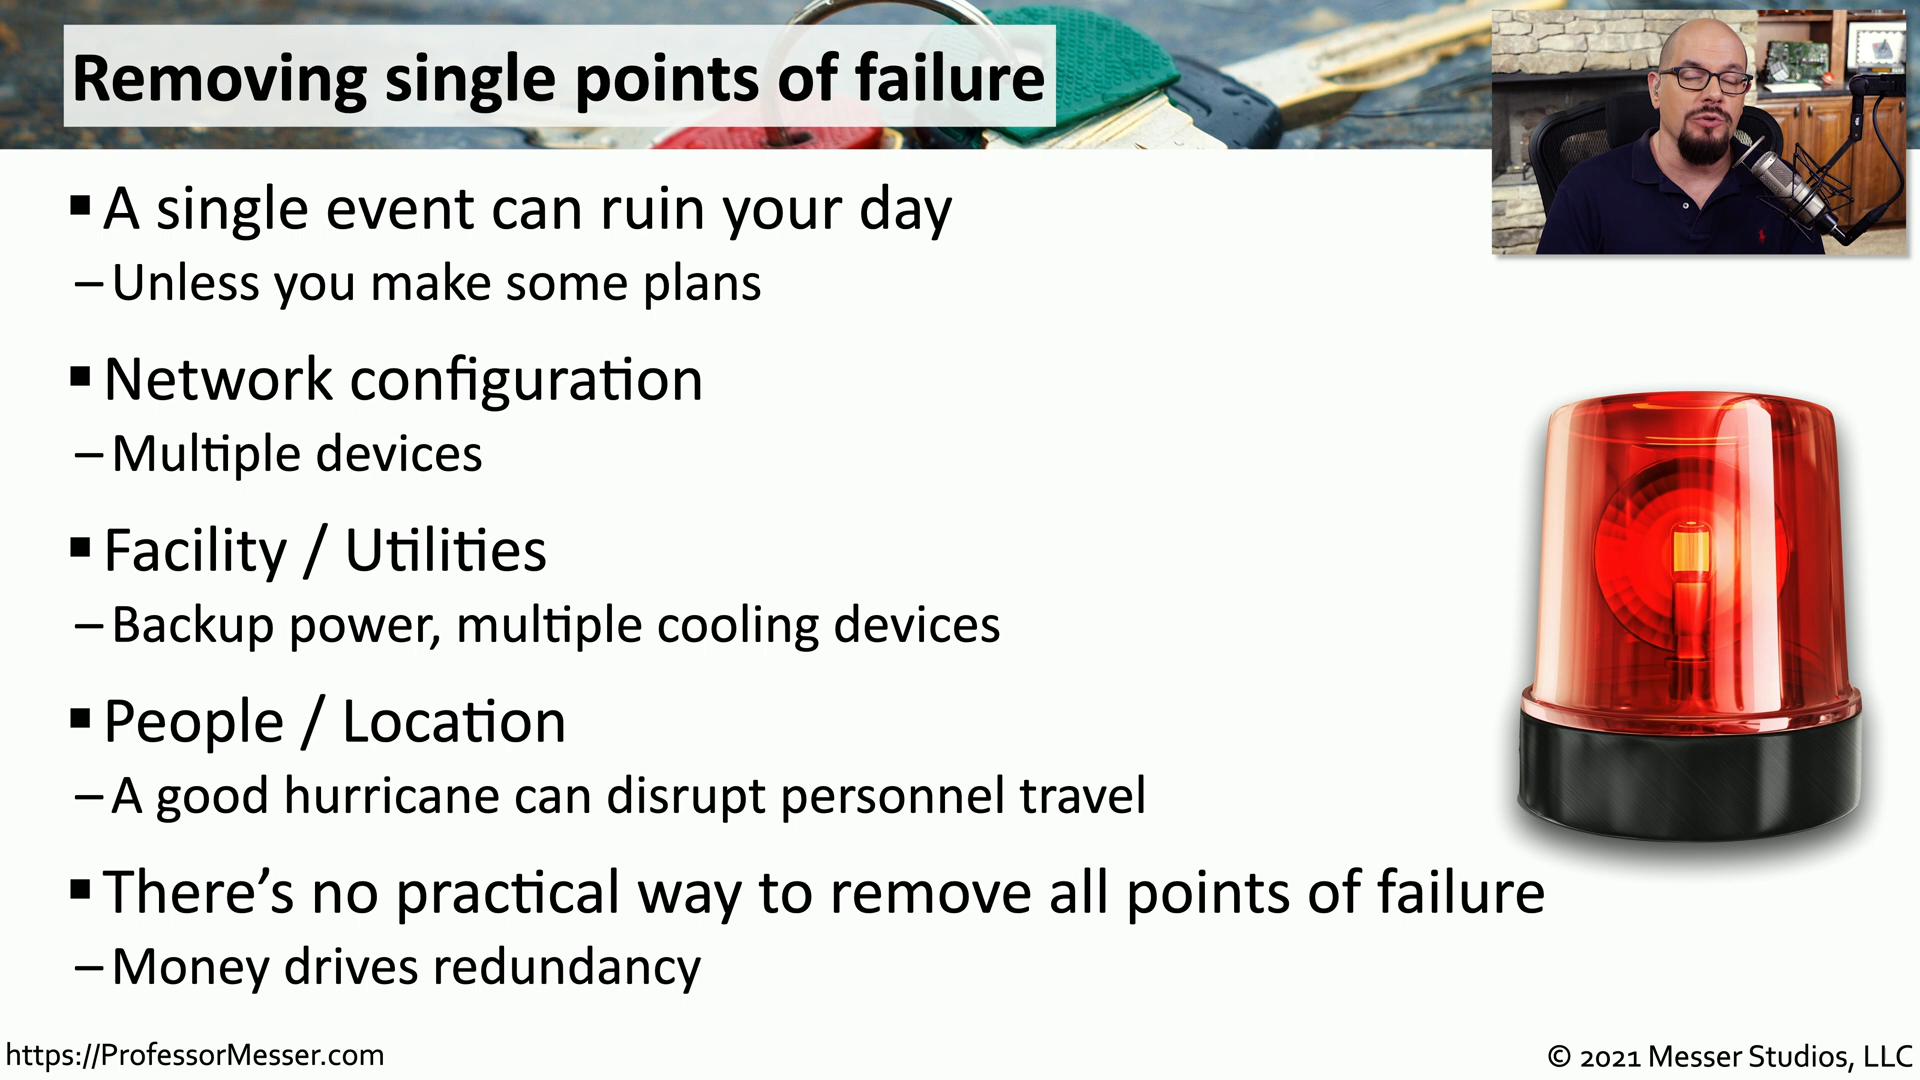 Removing single points of failure
▪ A single event can ruin your day
– Unless you make some plans
▪ Network configuration
– Multiple devices
▪ Facility / Utilities
– Backup power, multiple cooling devices
▪ People / Location
– A good hurricane can disrupt personnel travel
▪ There’s no practical way to remove all points of failure
– Money drives redundancy
https://ProfessorMesser.com
© 2021 Messer Studios, LLC